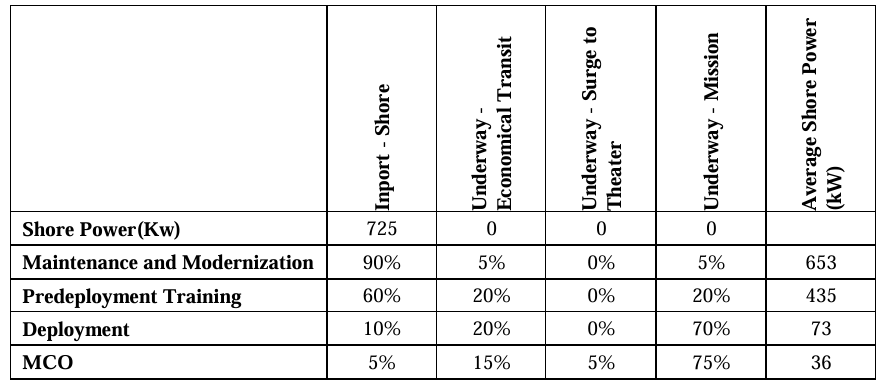 Inport - Shore
Underway -
Economical Transit
Underway - Surge to
Theater
Underway - Mission
Average Shore Power
(kW)
Shore Power(Kw) 725 0 0 0
Maintenance and Modernization 90% 5% 0% 5% 653
Predeployment Training 60% 20% 0% 20% 435
Deployment 10% 20% 0% 70% 73
MCO 5% 15% 5% 75% 36